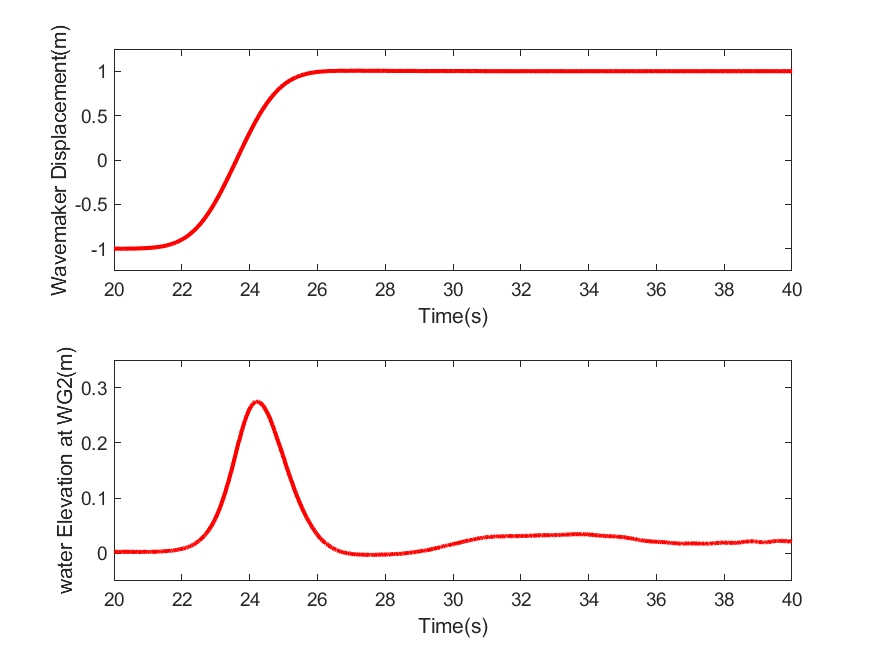 Wavemaker Displacement(m)
1
0.5
0
-0.5
-1
20 22 24 26 28 30 32 34 36 38 40
Time(s)
water Elevation at WG2(m)
0.3
0.2
0.1
0
20 22 24 26 28 30 32 34 36 38 40
Time(s)